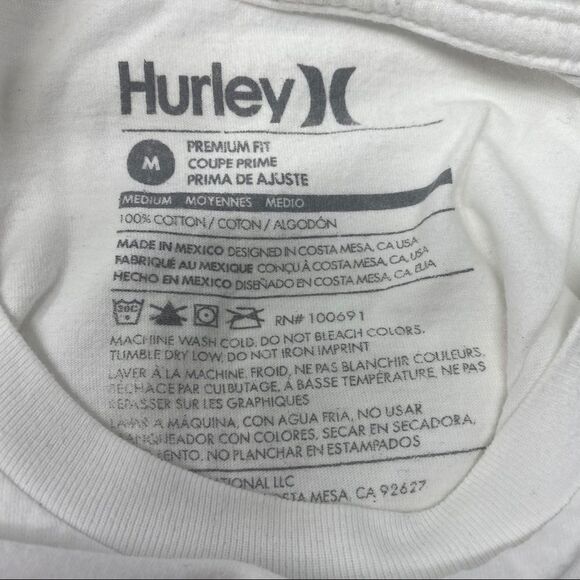 Hurley
M
PREMIUM FIT
COUPE PRIME
PRIMA DE AJUSTE
MEDIUM MOYENNES MEDIO
100% COTTON / COTON / ALGODÓN
MADE IN MEXICO DESIGNED IN COSTA MESA, CA USA
FABRIQUÉ AU MEXIQUE CONÇU À COSTA MESA, CA, USA
HECHO EN MEXICO DISEÑADO EN COSTA MESA, CA, EUA
30C RN# 100691
MACHINE WASH COLD, DO NOT BLEACH COLORS,
TUMBLE DRY LOW, DO NOT IRON IMPRINT
LAVER À LA MACHINE, FROID, NE PAS BLANCHIR COULEURS,
SÉCHAGE PAR CULBUTAGE, À BASSE TEMPÉRATURE, NE PAS
REPASSER SUR LES GRAPHIQUES
A MÁQUINA, CON AGUA FRÍA, NO USAR
BLANQUEADOR CON COLORES, SECAR EN SECADORA,
NO PLANCHAR EN ESTAMPADOS
LLC
MESA, CA 92627